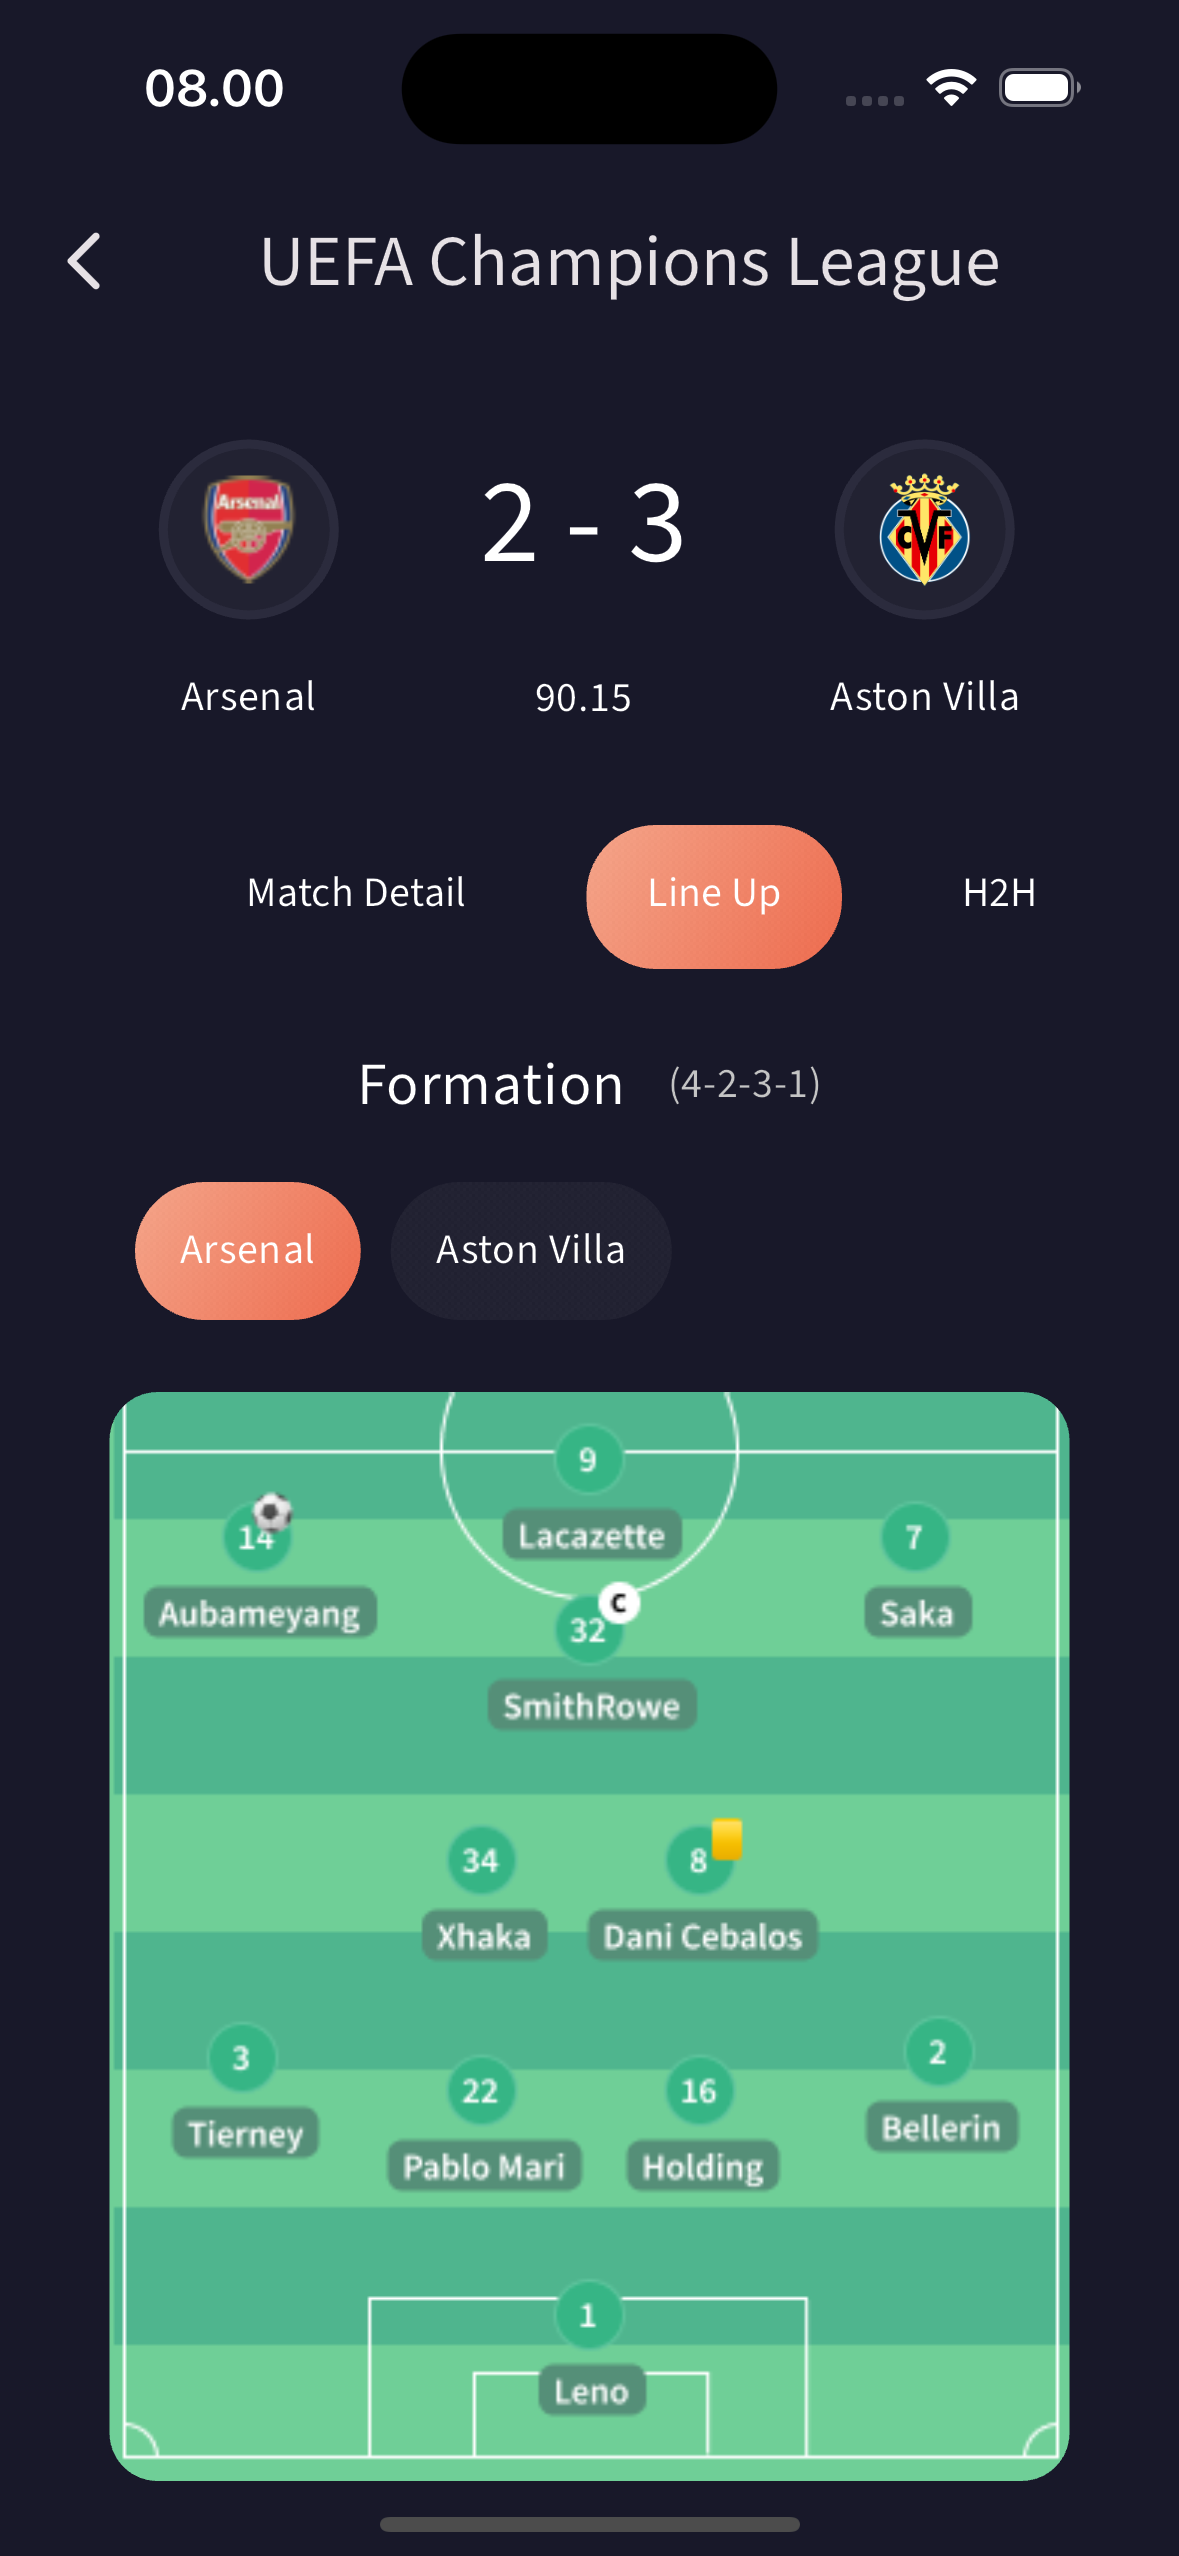 08.00
UEFA Champions League
Arsenal
2 - 3
CVF
Arsenal
90.15
Aston Villa
Match Detail
Line Up
H2H
Formation (4-2-3-1)
Arsenal
Aston Villa
9
Lacazette
14
Aubameyang
7
Saka
C
32
SmithRowe
34
Xhaka
8
Dani Cebalos
3
Tierney
22
Pablo Mari
16
Holding
2
Bellerin
1
Leno